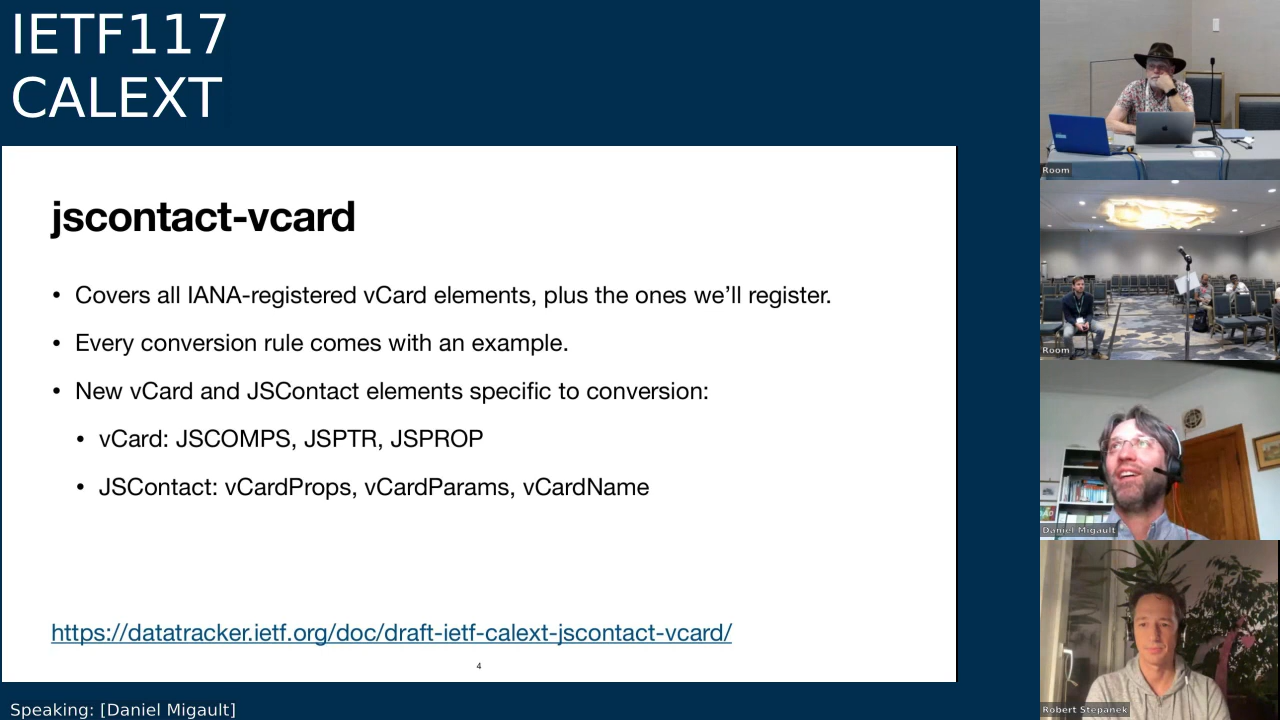 IETF117
CALEXT
jscontact-vcard
• Covers all IANA-registered vCard elements, plus the ones we’ll register.
• Every conversion rule comes with an example.
• New vCard and JSContact elements specific to conversion:
• vCard: JSCOMPS, JSPTR, JSPROP
• JSContact: vCardProps, vCardParams, vCardName
https://datatracker.ietf.org/doc/draft-ietf-calext-jscontact-vcard/
4
Speaking: [Daniel Migault]
Room
Room
Daniel Migault
Robert Stepanek